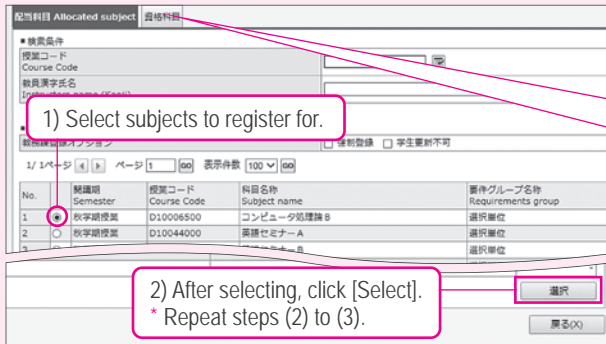 配当科目 Allocated subject 資格科目
■ 検索条件
授業コード
Course Code
教員漢字氏名
1) Select subjects to register for.
教務課登録オプション 強制登録 学生更新不可
1/ 1ページ ページ 1 GO 表示件数 100 GO
No. 開講期 授業コード 科目名称 要件グループ名称
Semester Course Code Subject name Requirements group
1 秋学期授業 D10006500 コンピュータ処理論B 選択単位
2 秋学期授業 D10044000 英語セミナーA 選択単位
2) After selecting, click [Select]. 選択
* Repeat steps (2) to (3).
戻る(X)